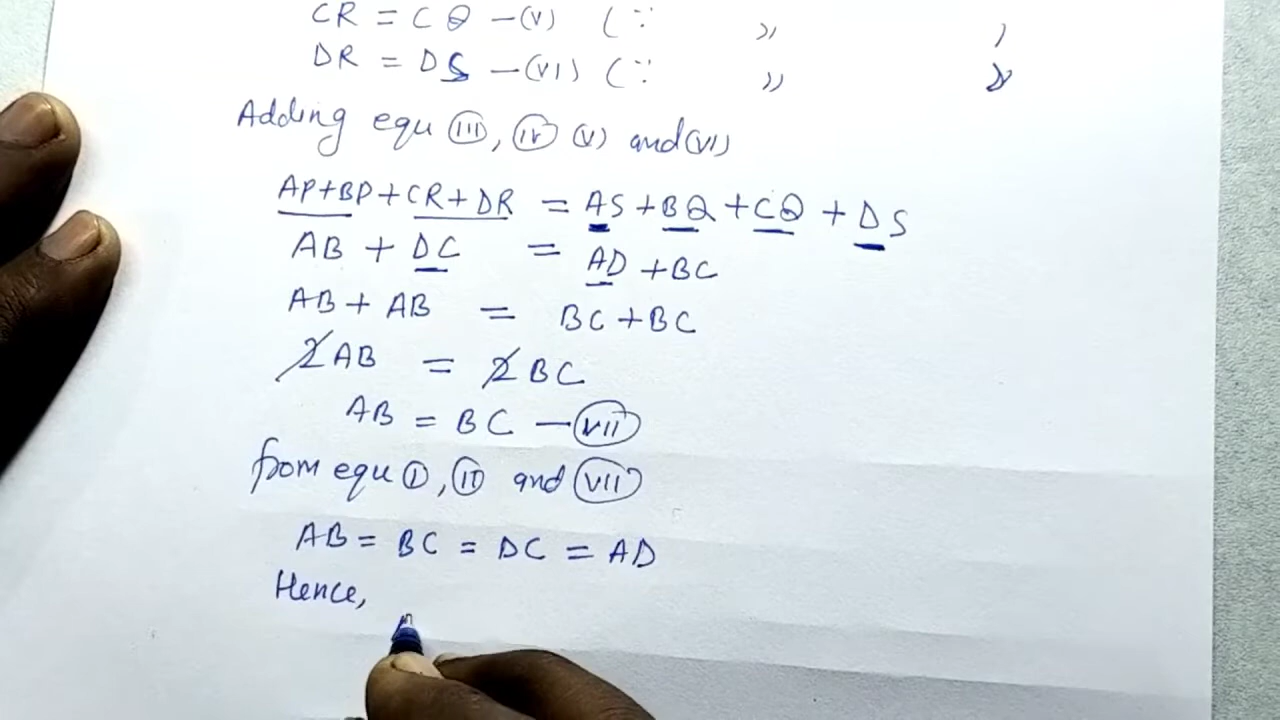 CR = CQ —(V) (∵ ,, )
DR = DS —(VI) (∵ ,, )
Adding equ (III), (IV) (V) and (VI)
AP+BP+CR+DR = AS+BQ+CQ+DS
AB + DC = AD+BC
AB+AB = BC+BC
2AB = 2BC
AB = BC —(VII)
from equ (I), (II) and (VII)
AB = BC = DC = AD
Hence,